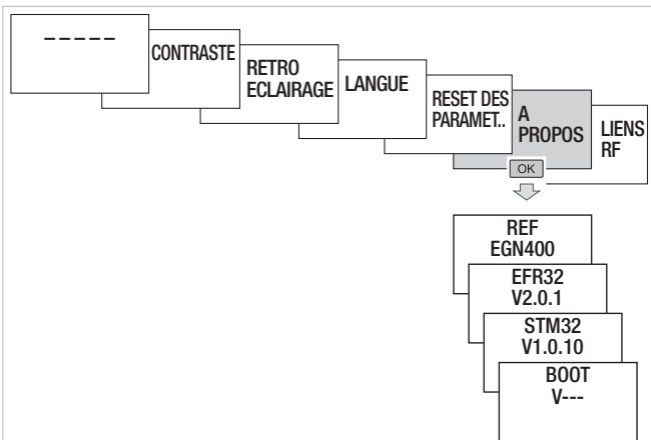 -----
CONTRASTE
RETRO
ECLAIRAGE
LANGUE
RESET DES
PARAMET..
A
PROPOS
LIENS
RF
OK
REF
EGN400
EFR32
V2.0.1
STM32
V1.0.10
BOOT
V---